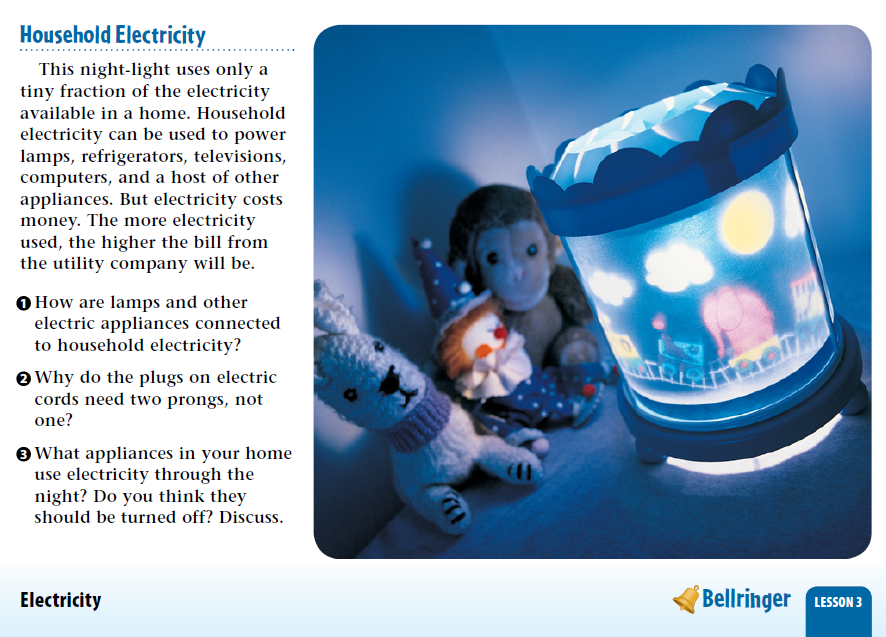 Household Electricity
This night-light uses only a
tiny fraction of the electricity
available in a home. Household
electricity can be used to power
lamps, refrigerators, televisions,
computers, and a host of other
appliances. But electricity costs
money. The more electricity
used, the higher the bill from
the utility company will be.
1 How are lamps and other
electric appliances connected
to household electricity?
2 Why do the plugs on electric
cords need two prongs, not
one?
3 What appliances in your home
use electricity through the
night? Do you think they
should be turned off? Discuss.
Electricity
Bellringer
LESSON 3